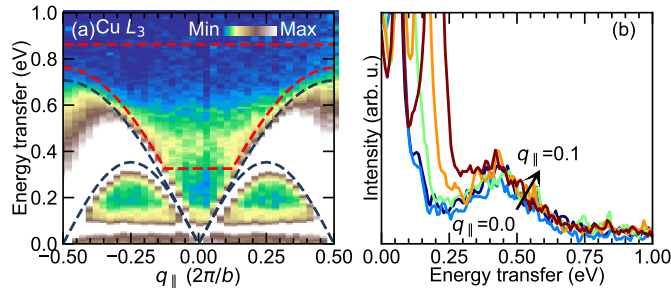 (a) Cu L₃ Min Max
Energy transfer (eV)
1.0
0.8
0.6
0.4
0.2
0.0
−0.50 −0.25 0.00 0.25 0.50
q∥ (2π/b)
(b)
Intensity (arb. u.)
q∥=0.1
q∥=0.0
0.00 0.25 0.50 0.75 1.00
Energy transfer (eV)